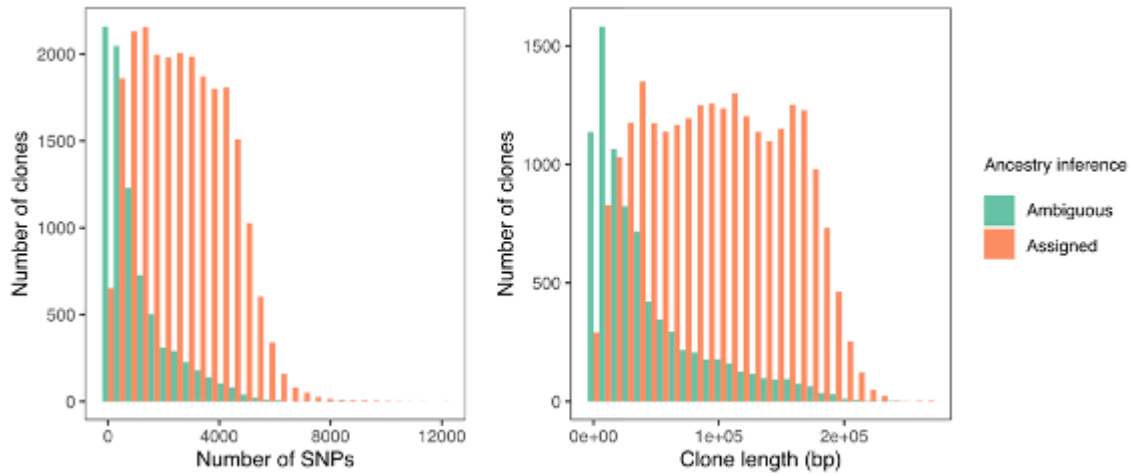 Number of clones
2000
1500
1000
500
0
0
4000
8000
12000
Number of SNPs
Number of clones
1500
1000
500
0
0e+00
1e+05
2e+05
Clone length (bp)
Ancestry inference
Ambiguous
Assigned